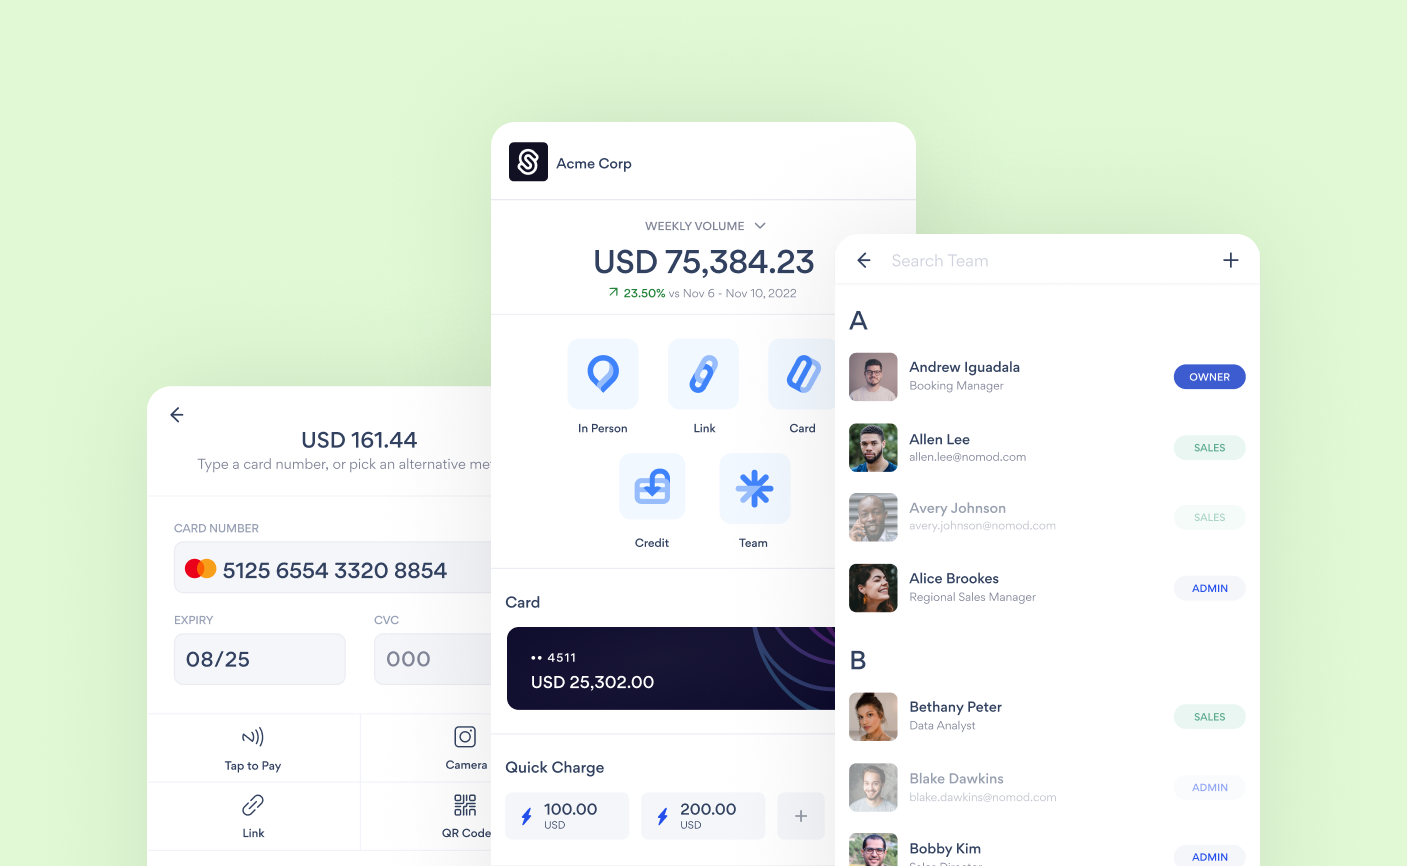 USD 161.44
Type a card number, or pick an alternative
CARD NUMBER
5125 6554 3320 8854
EXPIRY
CVC
08/25
000
Tap to Pay
Camera
Link
QR Code
Acme Corp
WEEKLY VOLUME
USD 75,384.23
23.50% vs Nov 6 - Nov 10, 2022
In Person
Link
Card
Credit
Team
Card
•• 4511
USD 25,302.00
Quick Charge
100.00
USD
200.00
USD
+
Search Team
+
A
Andrew Iguadala
Booking Manager
OWNER
Allen Lee
allen.lee@nomod.com
SALES
Avery Johnson
avery.johnson@nomod.com
SALES
Alice Brookes
Regional Sales Manager
ADMIN
B
Bethany Peter
Data Analyst
SALES
Blake Dawkins
blake.dawkins@nomod.com
ADMIN
Bobby Kim
Sales Director
ADMIN